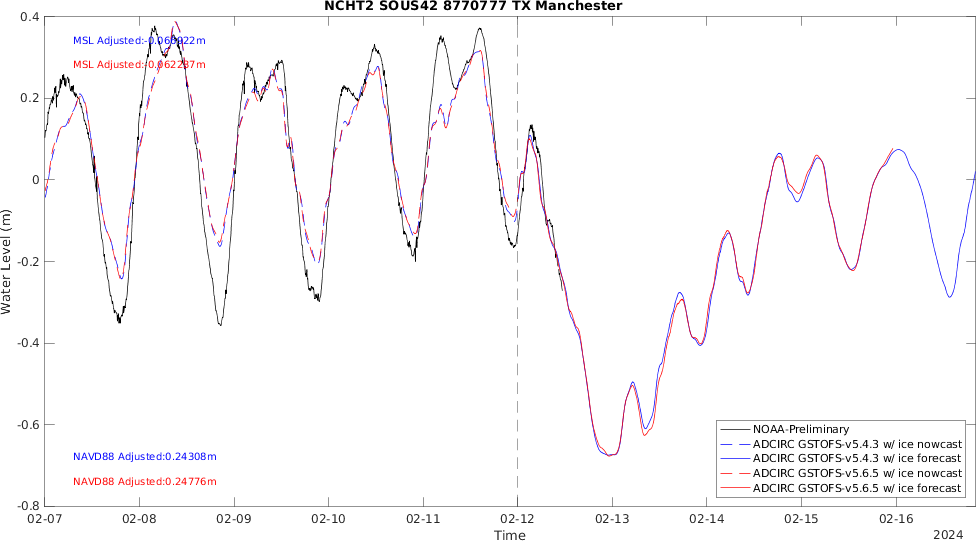 NCHT2 SOUS42 8770777 TX Manchester
MSL Adjusted:-0.066922m
MSL Adjusted:-0.062287m
NAVD88 Adjusted:0.24308m
NAVD88 Adjusted:0.24776m
Water Level (m)
0.4
0.2
0
-0.2
-0.4
-0.6
-0.8
NOAA-Preliminary
ADCIRC GSTOFS-v5.4.3 w/ ice nowcast
ADCIRC GSTOFS-v5.4.3 w/ ice forecast
ADCIRC GSTOFS-v5.6.5 w/ ice nowcast
ADCIRC GSTOFS-v5.6.5 w/ ice forecast
02-07 02-08 02-09 02-10 02-11 02-12 02-13 02-14 02-15 02-16
Time
2024